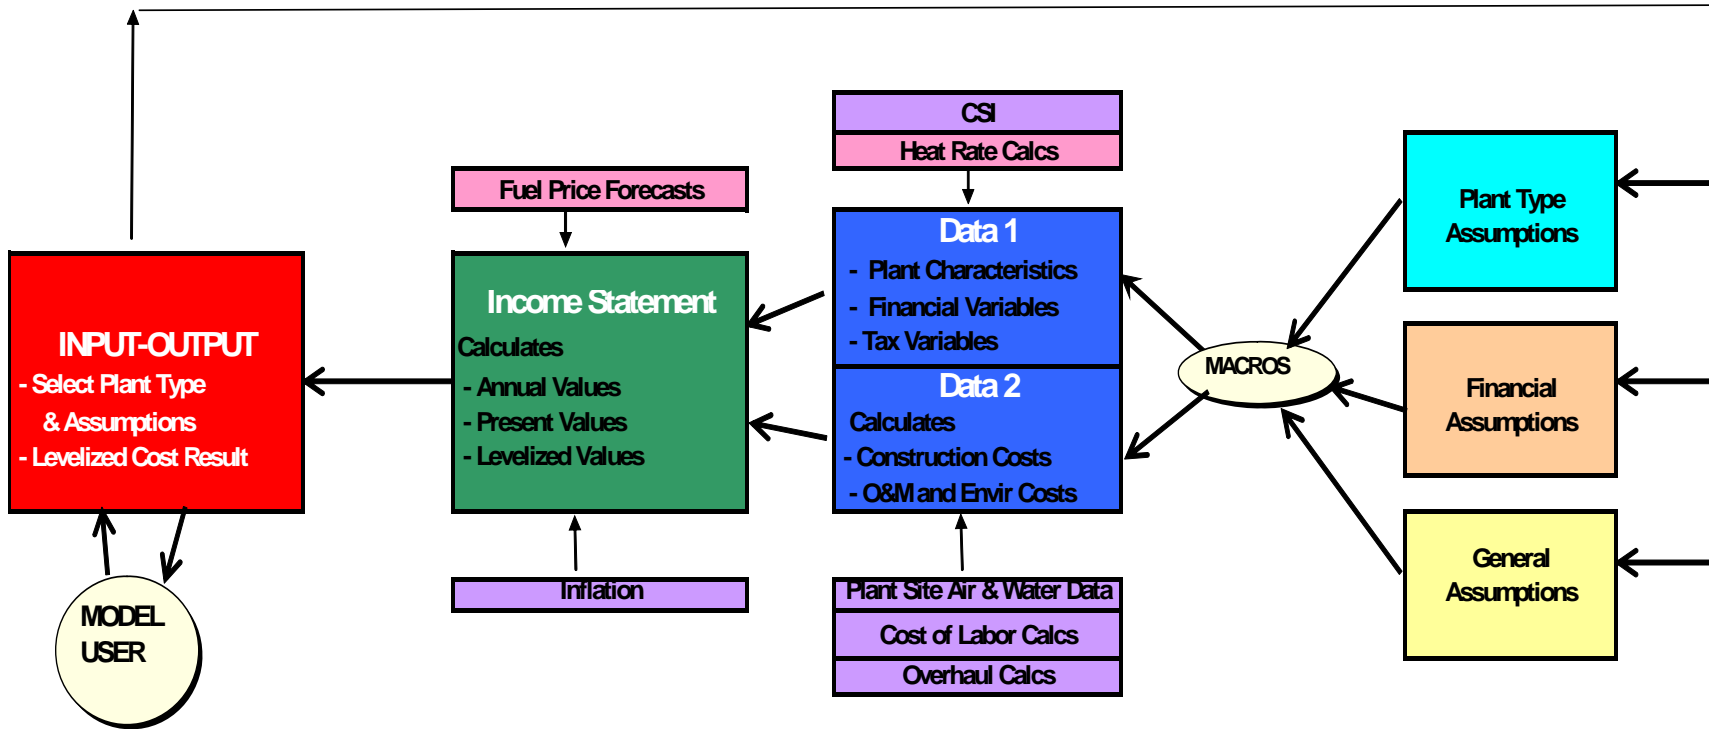 CSI
Heat Rate Calcs
Fuel Price Forecasts
Data 1
- Plant Characteristics
- Financial Variables
- Tax Variables
Data 2
Calculates
- Construction Costs
- O&M and Envir Costs
Income Statement
Calculates
- Annual Values
- Present Values
- Levelized Values
INPUT-OUTPUT
- Select Plant Type
& Assumptions
- Levelized Cost Result
MACROS
Plant Type
Assumptions
Financial
Assumptions
General
Assumptions
Inflation
Plant Site Air & Water Data
Cost of Labor Calcs
Overhaul Calcs
MODEL
USER